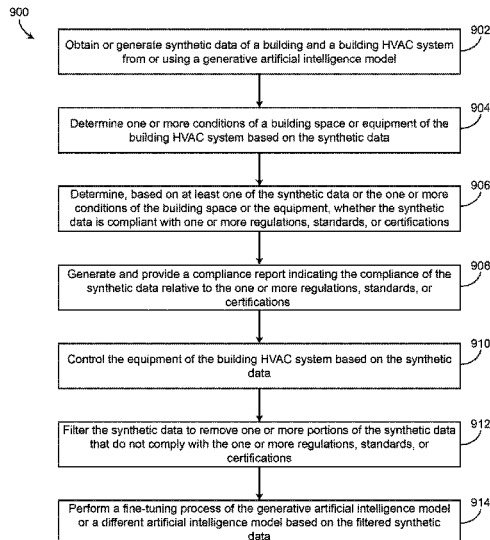 900
902
Obtain or generate synthetic data of a building and a building HVAC system
from or using a generative artificial intelligence model
904
Determine one or more conditions of a building space or equipment of the
building HVAC system based on the synthetic data
906
Determine, based on at least one of the synthetic data or the one or more
conditions of the building space or the equipment, whether the synthetic
data is compliant with one or more regulations, standards, or certifications
908
Generate and provide a compliance report indicating the compliance of the
synthetic data relative to the one or more regulations, standards, or
certifications
910
Control the equipment of the building HVAC system based on the synthetic
data
912
Filter the synthetic data to remove one or more portions of the synthetic data
that do not comply with the one or more regulations, standards, or
certifications
914
Perform a fine-tuning process of the generative artificial intelligence model
or a different artificial intelligence model based on the filtered synthetic
data